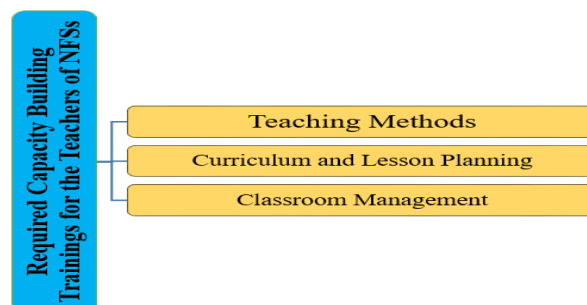 Required Capacity Building
Trainings for the Teachers of NFSs
Teaching Methods
Curriculum and Lesson Planning
Classroom Management